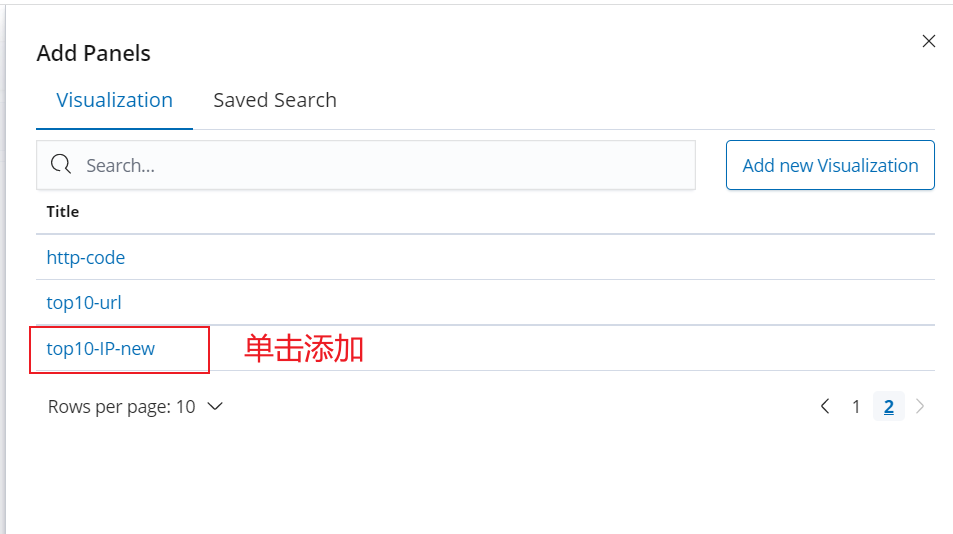 Add Panels
Visualization Saved Search
Search...
Add new Visualization
Title
http-code
top10-url
top10-IP-new 单击添加
Rows per page: 10
1 2